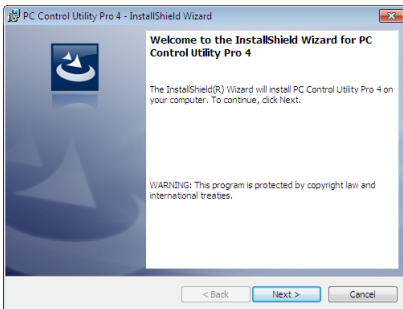 PC Control Utility Pro 4 - InstallShield Wizard
Welcome to the InstallShield Wizard for PC
Control Utility Pro 4
The InstallShield(R) Wizard will install PC Control Utility Pro 4 on
your computer. To continue, click Next.
WARNING: This program is protected by copyright law and
international treaties.
< Back Next > Cancel